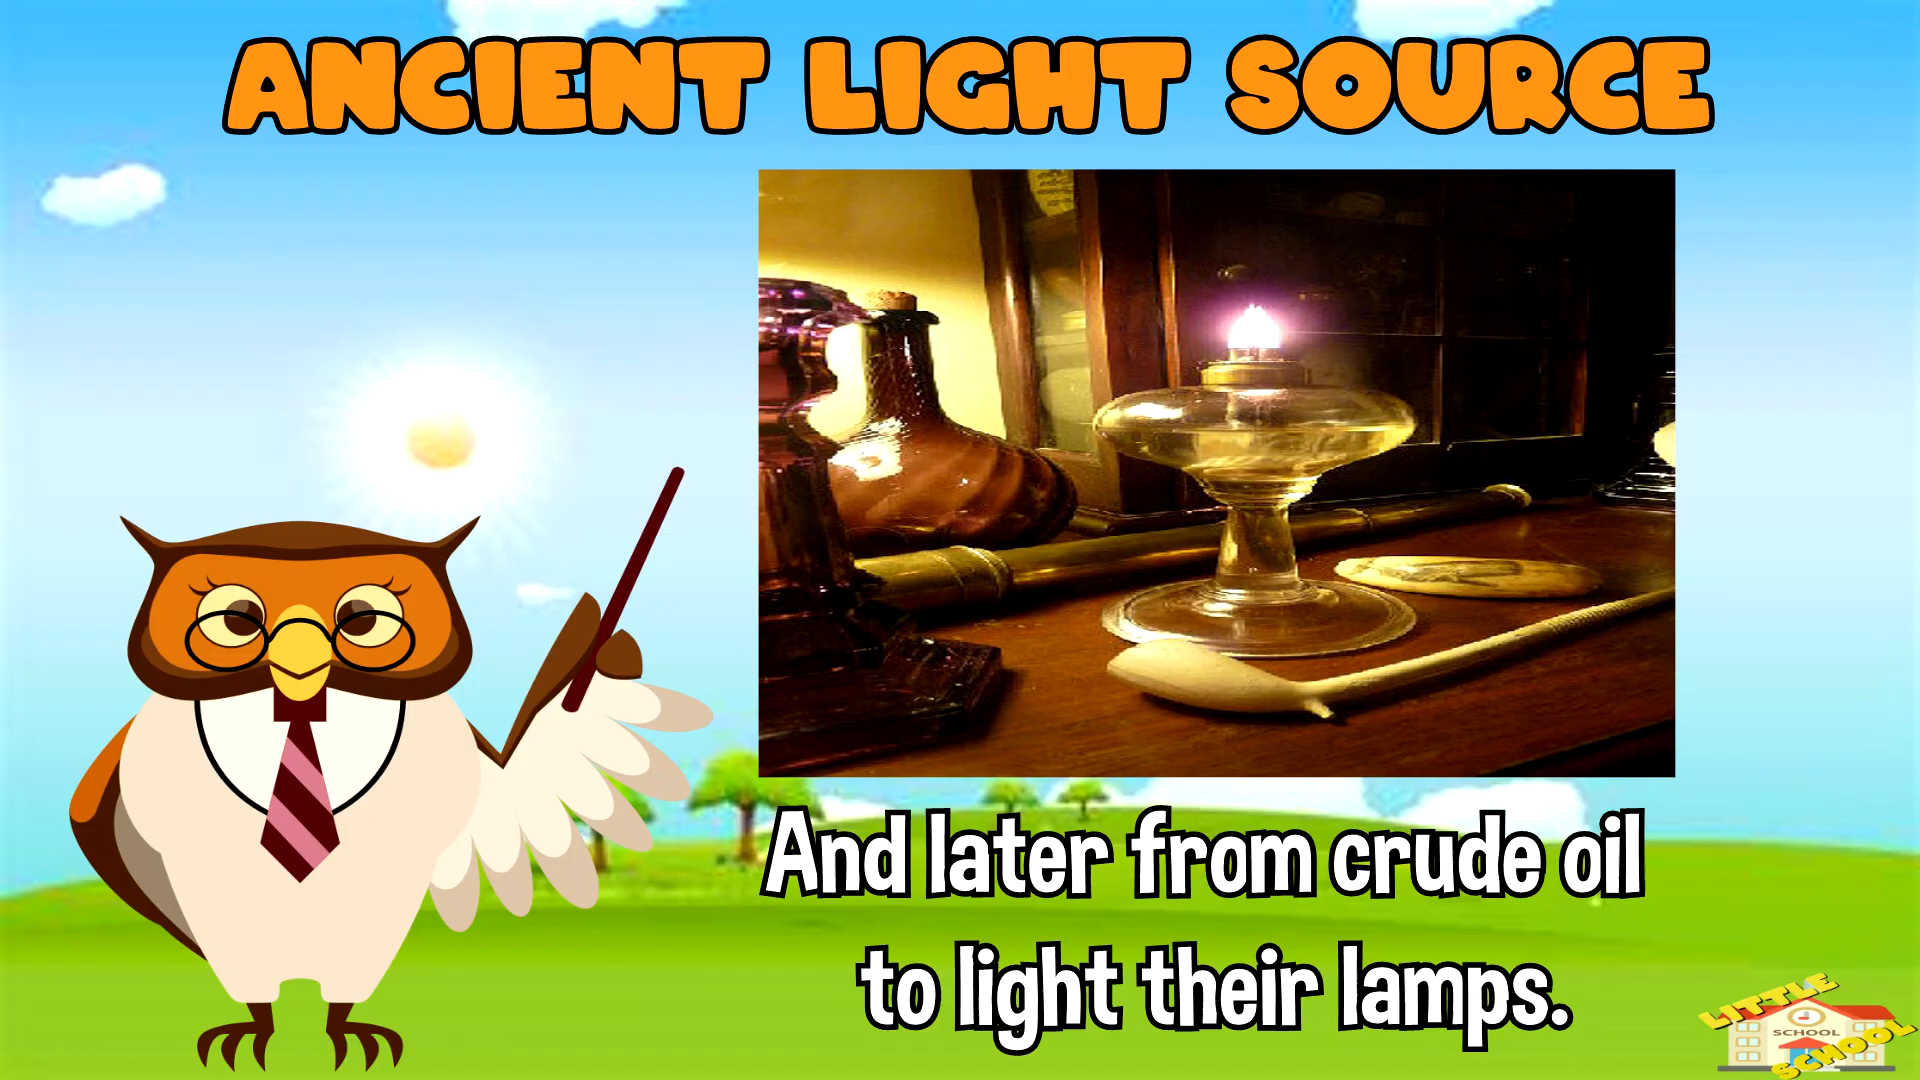 ANCIENT LIGHT SOURCE
And later from crude oil
to light their lamps.
LITTLE
SCHOOL
SCHOOL